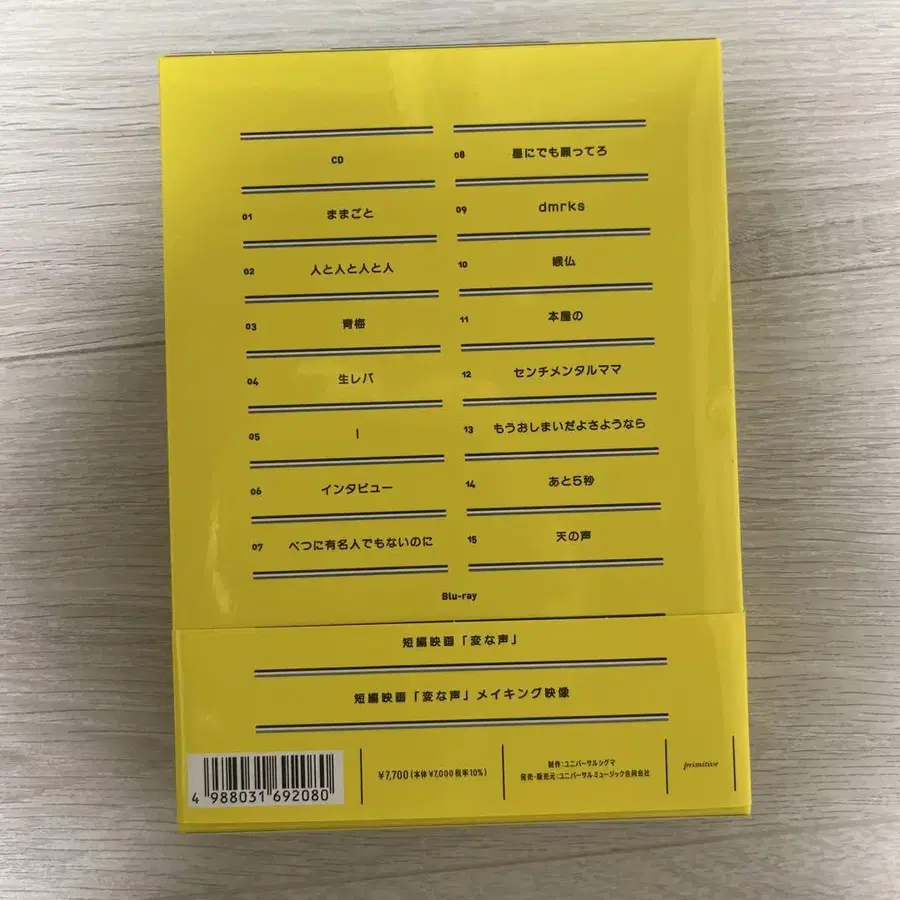 CD
01 ままごと
02 人と人と人と人
03 青梅
04 生レバ
05 I
06 インタビュー
07 べつに有名人でもないのに
08 星にでも願ってろ
09 dmrks
10 喉仏
11 本屋の
12 センチメンタルママ
13 もうおしまいだよさようなら
14 あと5秒
15 天の声
Blu-ray
短編映画「変な声」
短編映画「変な声」メイキング映像
4 988031 692080
¥7,700(本体 ¥7,000 税率10%)
制作:ユニバーサルシグマ
発売・販売元:ユニバーサルミュージック合同会社
primitive